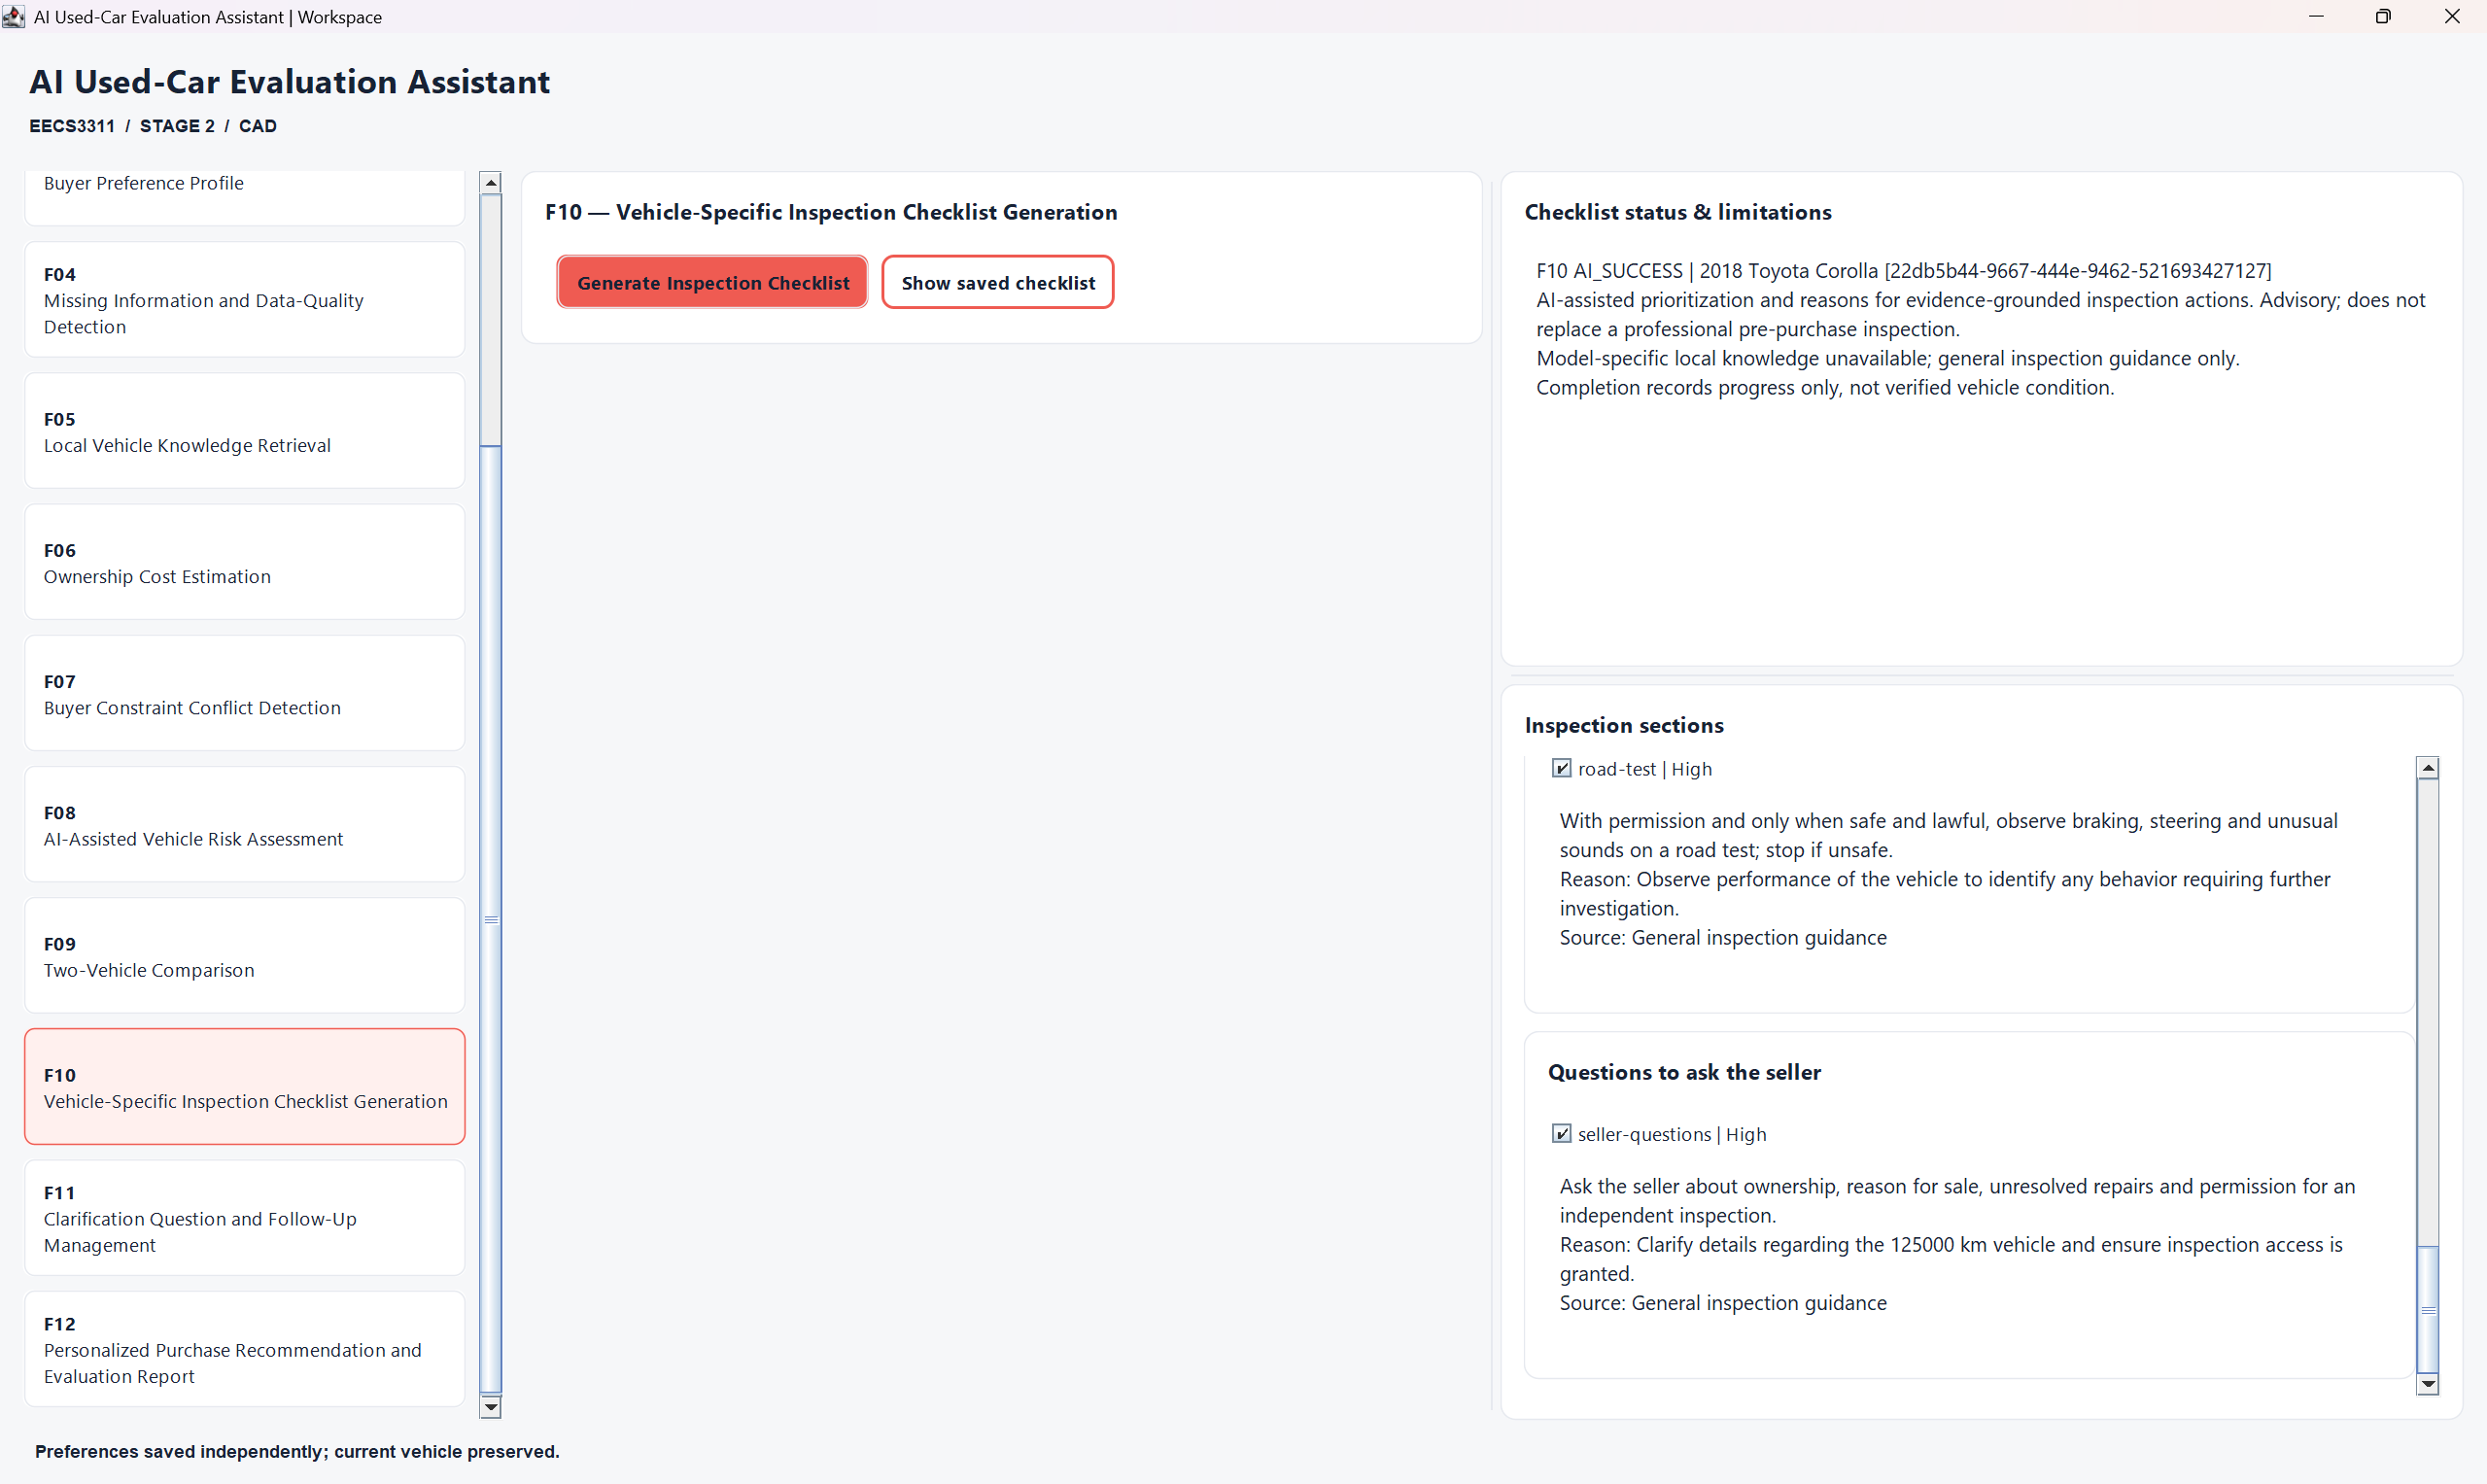 AI Used-Car Evaluation Assistant | Workspace
AI Used-Car Evaluation Assistant
EECS3311 / STAGE 2 / CAD
Buyer Preference Profile
F04
Missing Information and Data-Quality
Detection
F05
Local Vehicle Knowledge Retrieval
F06
Ownership Cost Estimation
F07
Buyer Constraint Conflict Detection
F08
AI-Assisted Vehicle Risk Assessment
F09
Two-Vehicle Comparison
F10
Vehicle-Specific Inspection Checklist Generation
F11
Clarification Question and Follow-Up
Management
F12
Personalized Purchase Recommendation and
Evaluation Report
F10 — Vehicle-Specific Inspection Checklist Generation
Generate Inspection Checklist
Show saved checklist
Checklist status & limitations
F10 AI_SUCCESS | 2018 Toyota Corolla [22db5b44-9667-444e-9462-521693427127]
AI-assisted prioritization and reasons for evidence-grounded inspection actions. Advisory; does not
replace a professional pre-purchase inspection.
Model-specific local knowledge unavailable; general inspection guidance only.
Completion records progress only, not verified vehicle condition.
Inspection sections
road-test | High
With permission and only when safe and lawful, observe braking, steering and unusual
sounds on a road test; stop if unsafe.
Reason: Observe performance of the vehicle to identify any behavior requiring further
investigation.
Source: General inspection guidance
Questions to ask the seller
seller-questions | High
Ask the seller about ownership, reason for sale, unresolved repairs and permission for an
independent inspection.
Reason: Clarify details regarding the 125000 km vehicle and ensure inspection access is
granted.
Source: General inspection guidance
Preferences saved independently; current vehicle preserved.